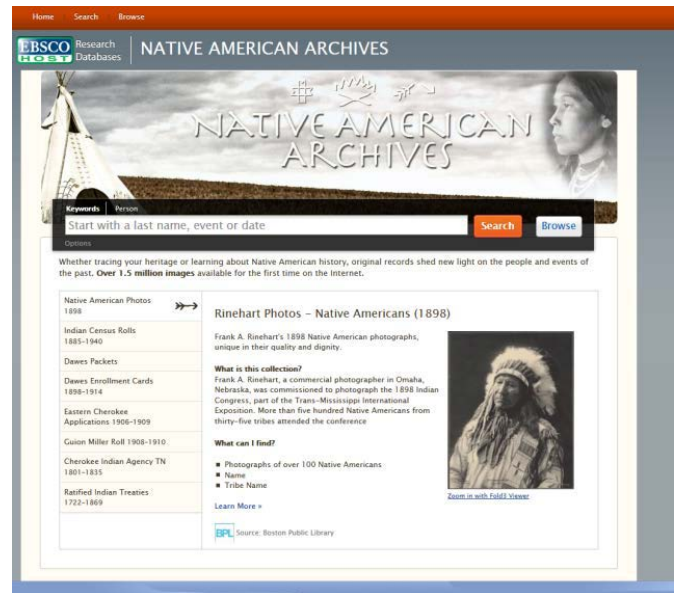 Home Search Browse
EBSCO HOST Research Databases NATIVE AMERICAN ARCHIVES
NATIVE AMERICAN
ARCHIVES
Keywords Person
Start with a last name, event or date Search Browse
Options
Whether tracing your heritage or learning about Native American history, original records shed new light on the people and events of
the past. Over 1.5 million images available for the first time on the Internet.
Native American Photos
1898
Indian Census Rolls
1885-1940
Dawes Packets
Dawes Enrollment Cards
1898-1914
Eastern Cherokee
Applications 1906-1909
Guion Miller Roll 1908-1910
Cherokee Indian Agency TN
1801-1835
Ratified Indian Treaties
1722-1869
Rinehart Photos – Native Americans (1898)
Frank A. Rinehart's 1898 Native American photographs,
unique in their quality and dignity.
What is this collection?
Frank A. Rinehart, a commercial photographer in Omaha,
Nebraska, was commissioned to photograph the 1898 Indian
Congress, part of the Trans-Mississippi International
Exposition. More than five hundred Native Americans from
thirty-five tribes attended the conference
What can I find?
Photographs of over 100 Native Americans
Name
Tribe Name
Learn More »
BPL Source: Boston Public Library
Zoom in with Fold3 Viewer